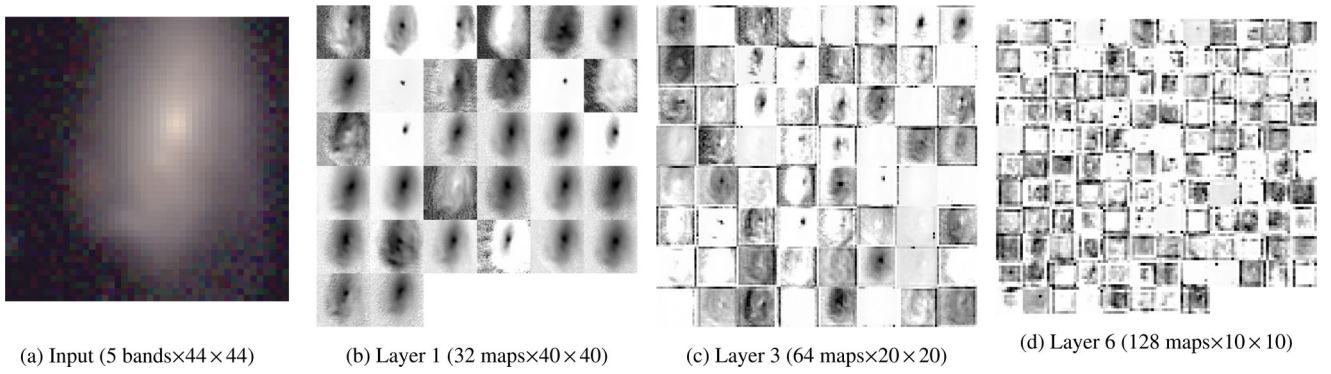 (a) Input (5 bands×44×44)
(b) Layer 1 (32 maps×40×40)
(c) Layer 3 (64 maps×20×20)
(d) Layer 6 (128 maps×10×10)